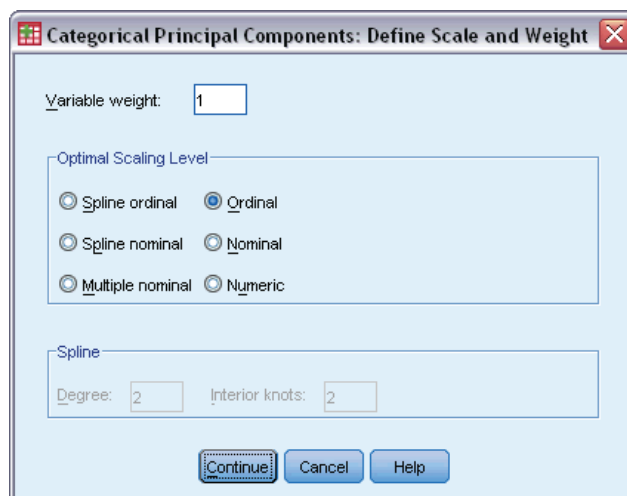 Categorical Principal Components: Define Scale and Weight
Variable weight: 1
Optimal Scaling Level
Spline ordinal Ordinal
Spline nominal Nominal
Multiple nominal Numeric
Spline
Degree: 2 Interior knots: 2
Continue Cancel Help